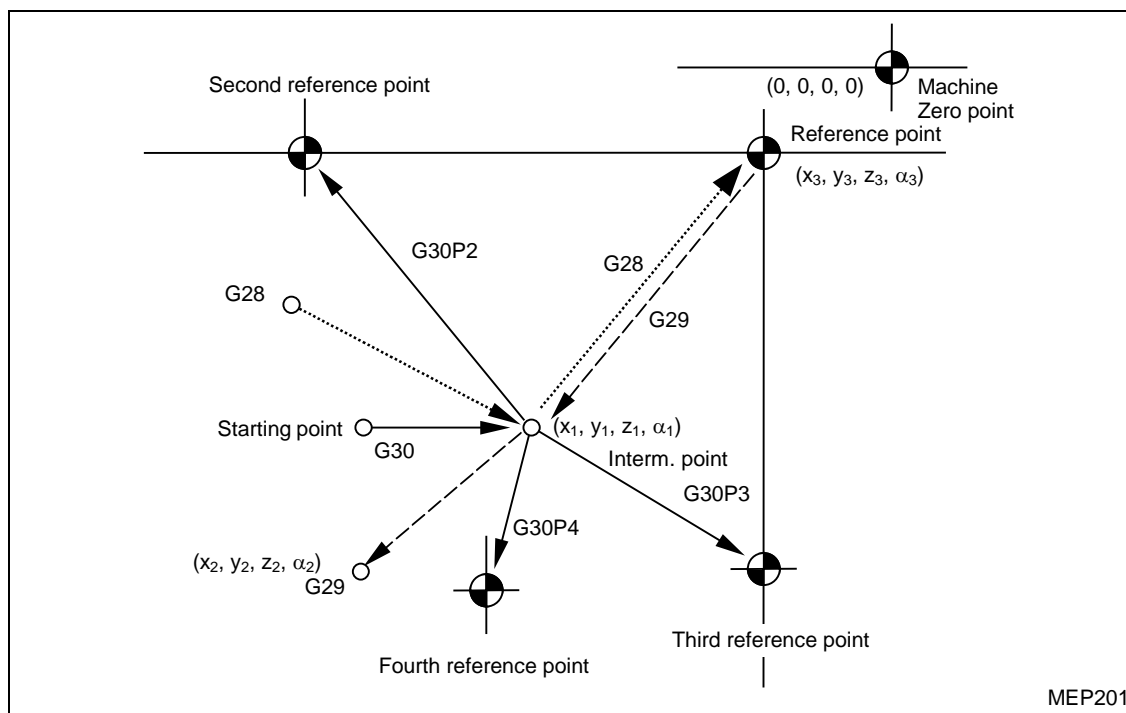 Second reference point
(0, 0, 0, 0)
Machine
Zero point
Reference point
(x₃, y₃, z₃, α₃)
G30P2
G28
G28
G29
Starting point
G30
(x₁, y₁, z₁, α₁)
Interm. point
G30P3
G30P4
(x₂, y₂, z₂, α₂)
G29
Third reference point
Fourth reference point
MEP201